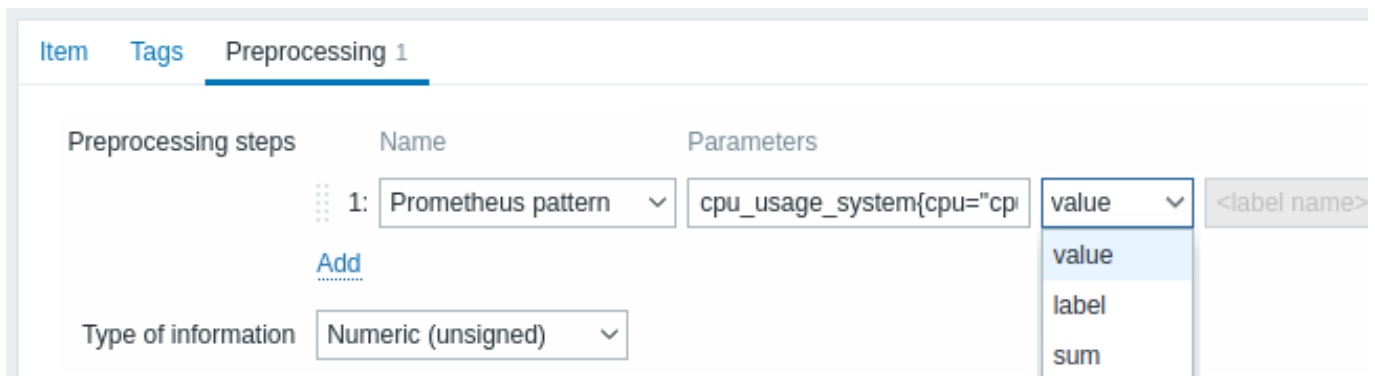 Item Tags Preprocessing 1
Preprocessing steps Name Parameters
1: Prometheus pattern cpu_usage_system{cpu="cpu value <label name>
value
Add
label
Type of information Numeric (unsigned)
sum